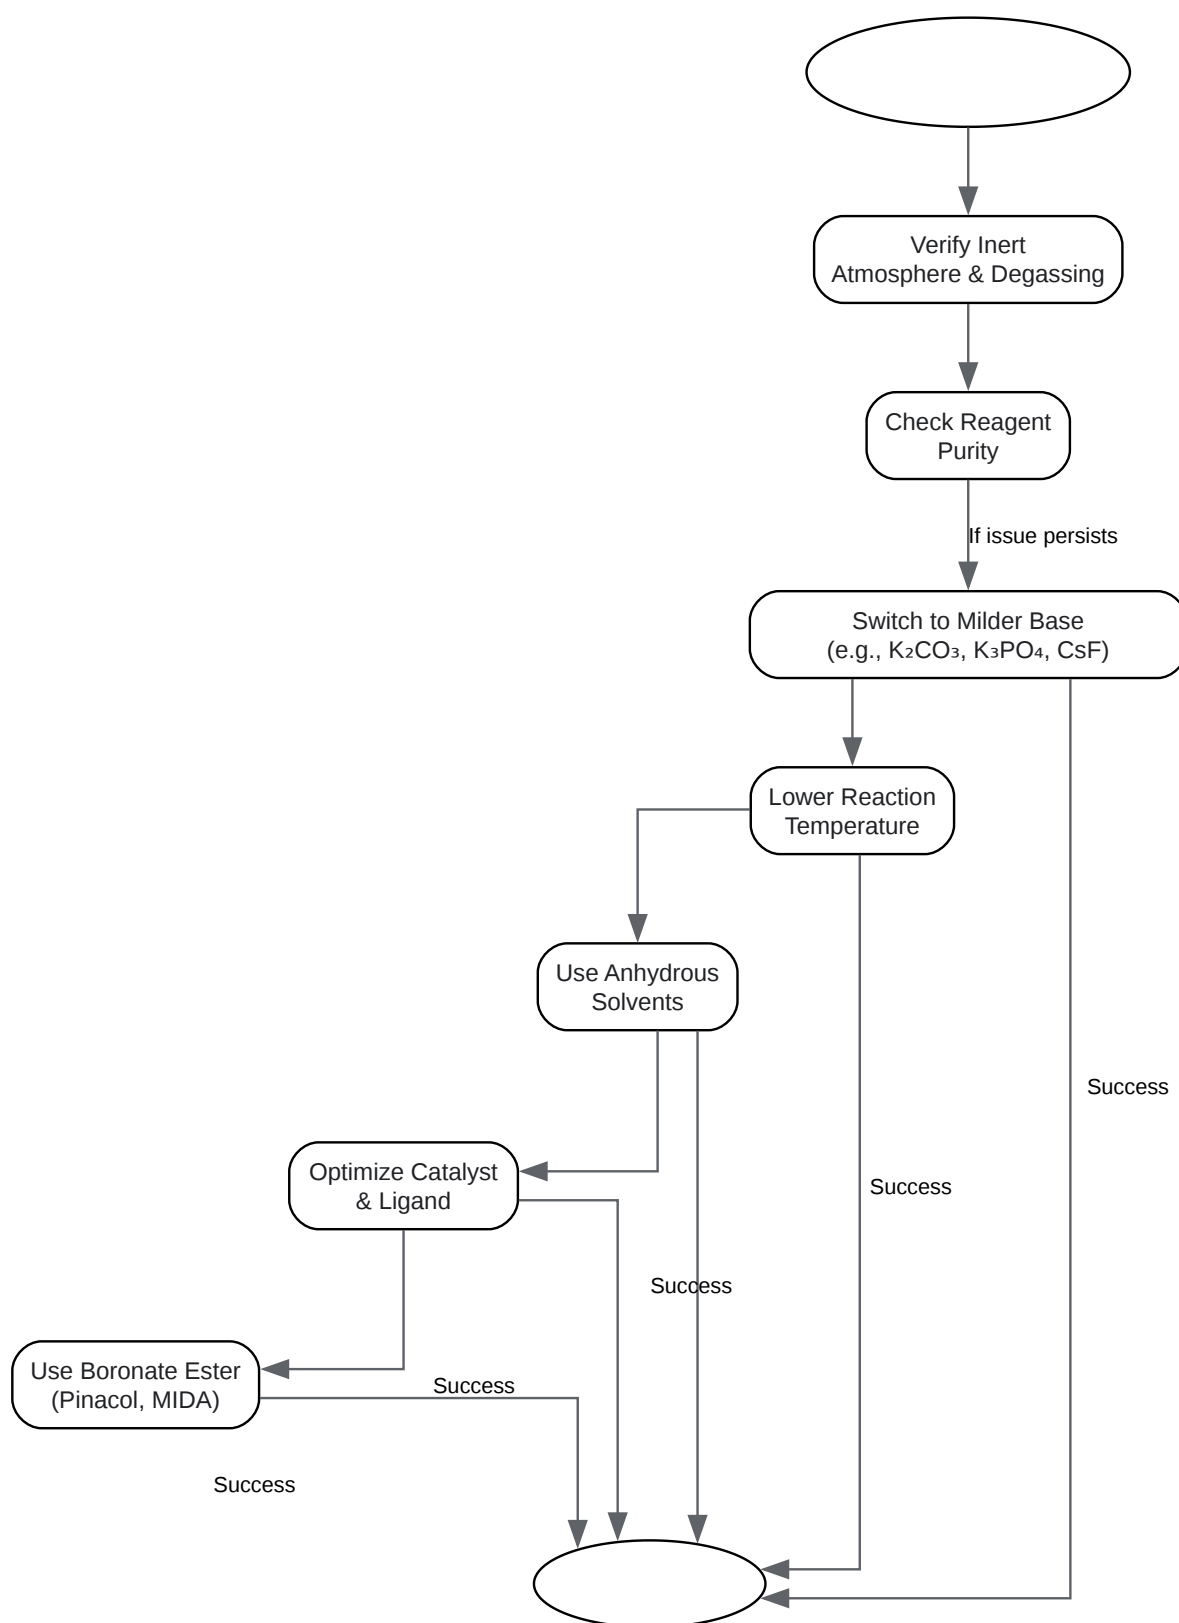 Verify Inert
Atmosphere & Degassing
Check Reagent
Purity
If issue persists
Switch to Milder Base
(e.g., K₂CO₃, K₃PO₄, CsF)
Lower Reaction
Temperature
Use Anhydrous
Solvents
Success
Optimize Catalyst
& Ligand
Success
Success
Use Boronate Ester
(Pinacol, MIDA)
Success
Success